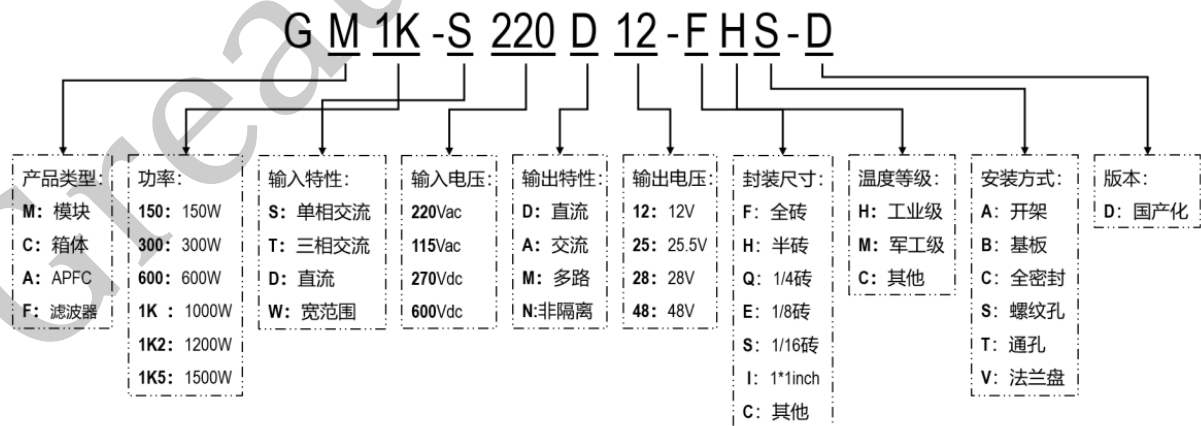 G M 1K -S 220 D 12 -F H S -D
产品类型:
M: 模块
C: 箱体
A: APFC
F: 滤波器
功率:
150: 150W
300: 300W
600: 600W
1K : 1000W
1K2: 1200W
1K5: 1500W
输入特性:
S: 单相交流
T: 三相交流
D: 直流
W: 宽范围
输入电压:
220Vac
115Vac
270Vdc
600Vdc
输出特性:
D: 直流
A: 交流
M: 多路
N:非隔离
输出电压:
12: 12V
25: 25.5V
28: 28V
48: 48V
封装尺寸:
F: 全砖
H: 半砖
Q: 1/4砖
E: 1/8砖
S: 1/16砖
I: 1*1inch
C: 其他
温度等级:
H: 工业级
M: 军工级
C: 其他
安装方式:
A: 开架
B: 基板
C: 全密封
S: 螺纹孔
T: 通孔
V: 法兰盘
版本:
D: 国产化
Grea